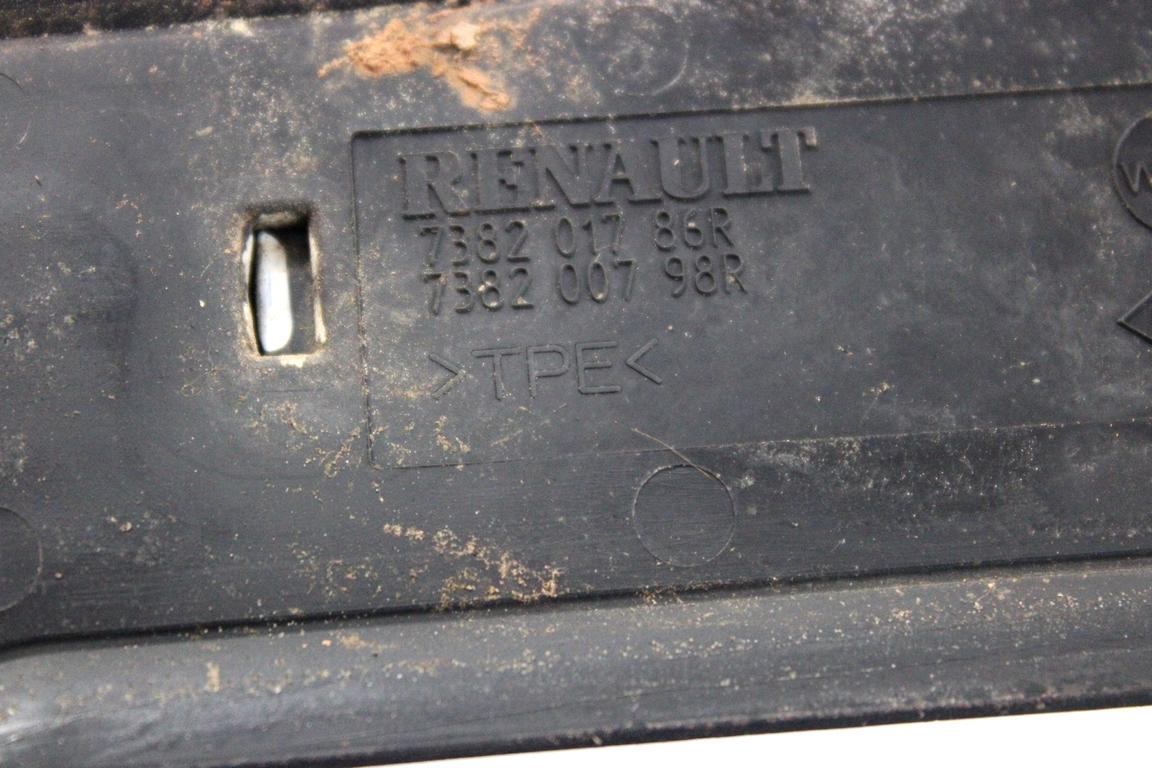 RENAULT
7382 017 86R
7382 007 98R
>TPE<
W